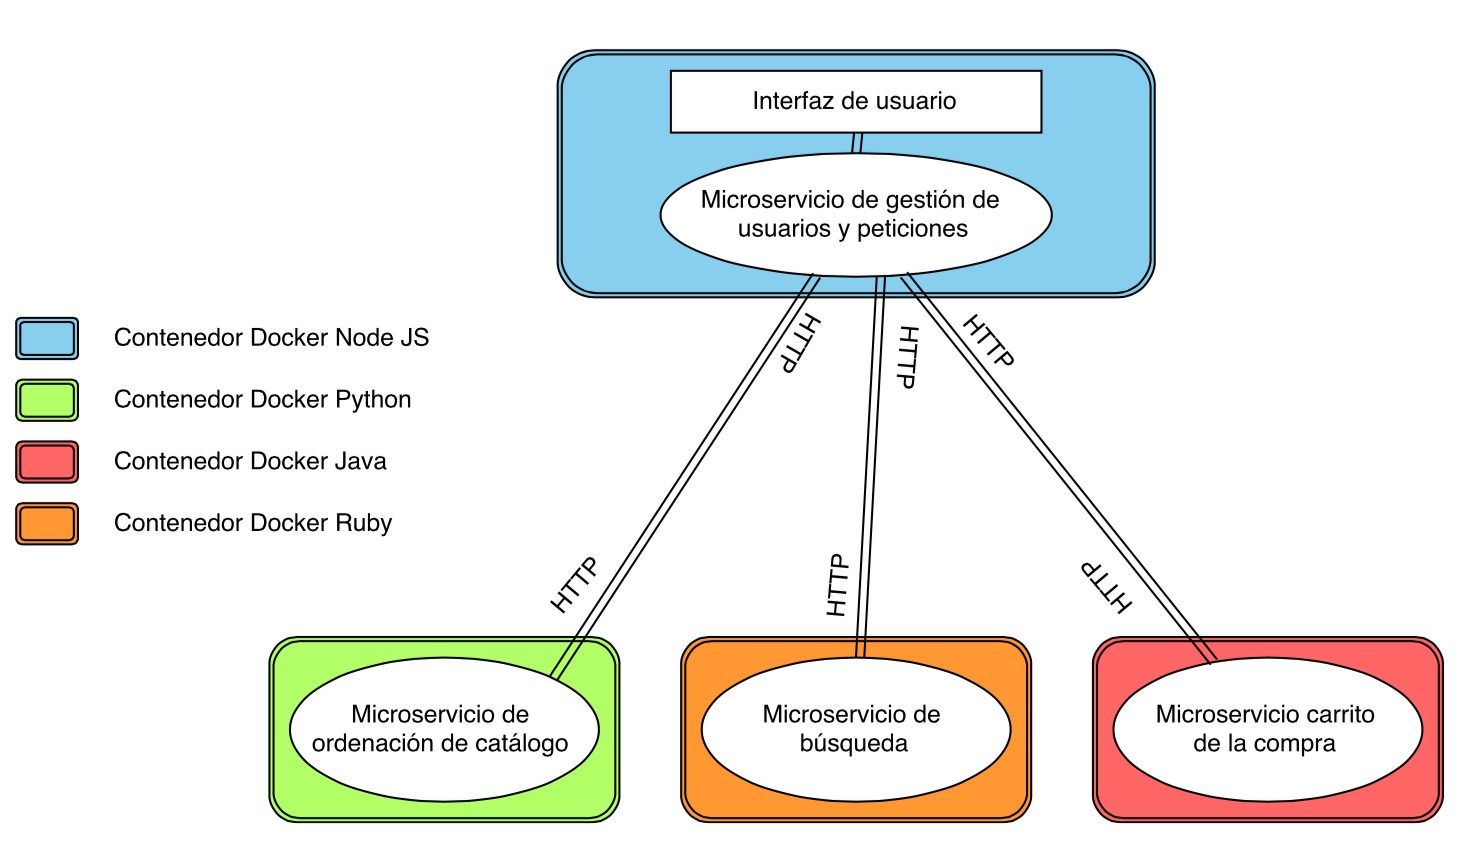 Interfaz de usuario
Microservicio de gestión de
usuarios y peticiones
HTTP
HTTP
HTTP
Contenedor Docker Node JS
Contenedor Docker Python
Contenedor Docker Java
Contenedor Docker Ruby
HTTP
HTTP
HTTP
Microservicio de
ordenación de catálogo
Microservicio de
búsqueda
Microservicio carrito
de la compra